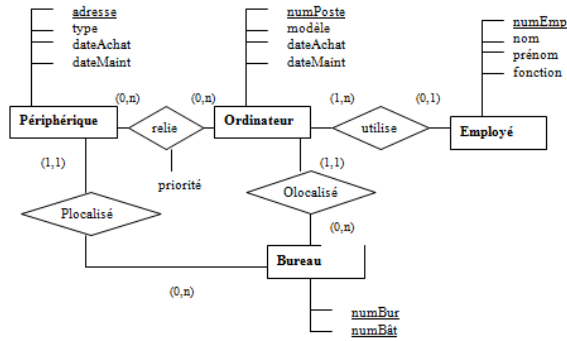 adresse
type
dateAchat
dateMaint
numPoste
modèle
dateAchat
dateMaint
numEmp
nom
prénom
fonction
(0,n)
(0,n)
(1,n)
(0,1)
Périphérique
relie
Ordinateur
utilise
Employé
(1,1)
priorité
(1,1)
Plocalisé
Olocalisé
(0,n)
Bureau
(0,n)
numBur
numBât